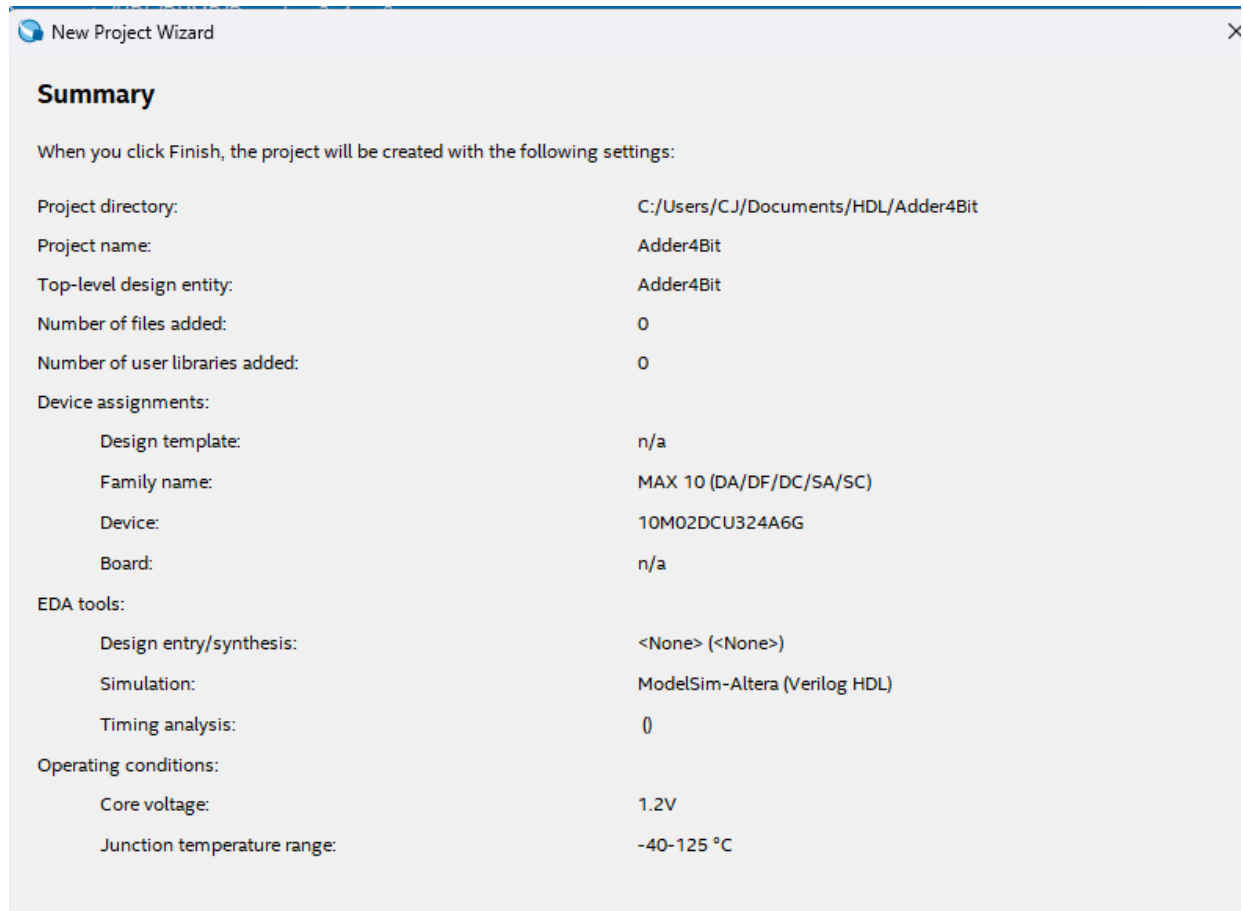 New Project Wizard
Summary
When you click Finish, the project will be created with the following settings:
Project directory: C:/Users/CJ/Documents/HDL/Adder4Bit
Project name: Adder4Bit
Top-level design entity: Adder4Bit
Number of files added: 0
Number of user libraries added: 0
Device assignments:
Design template: n/a
Family name: MAX 10 (DA/DF/DC/SA/SC)
Device: 10M02DCU324A6G
Board: n/a
EDA tools:
Design entry/synthesis: <None> (<None>)
Simulation: ModelSim-Altera (Verilog HDL)
Timing analysis: ()
Operating conditions:
Core voltage: 1.2V
Junction temperature range: -40-125 °C